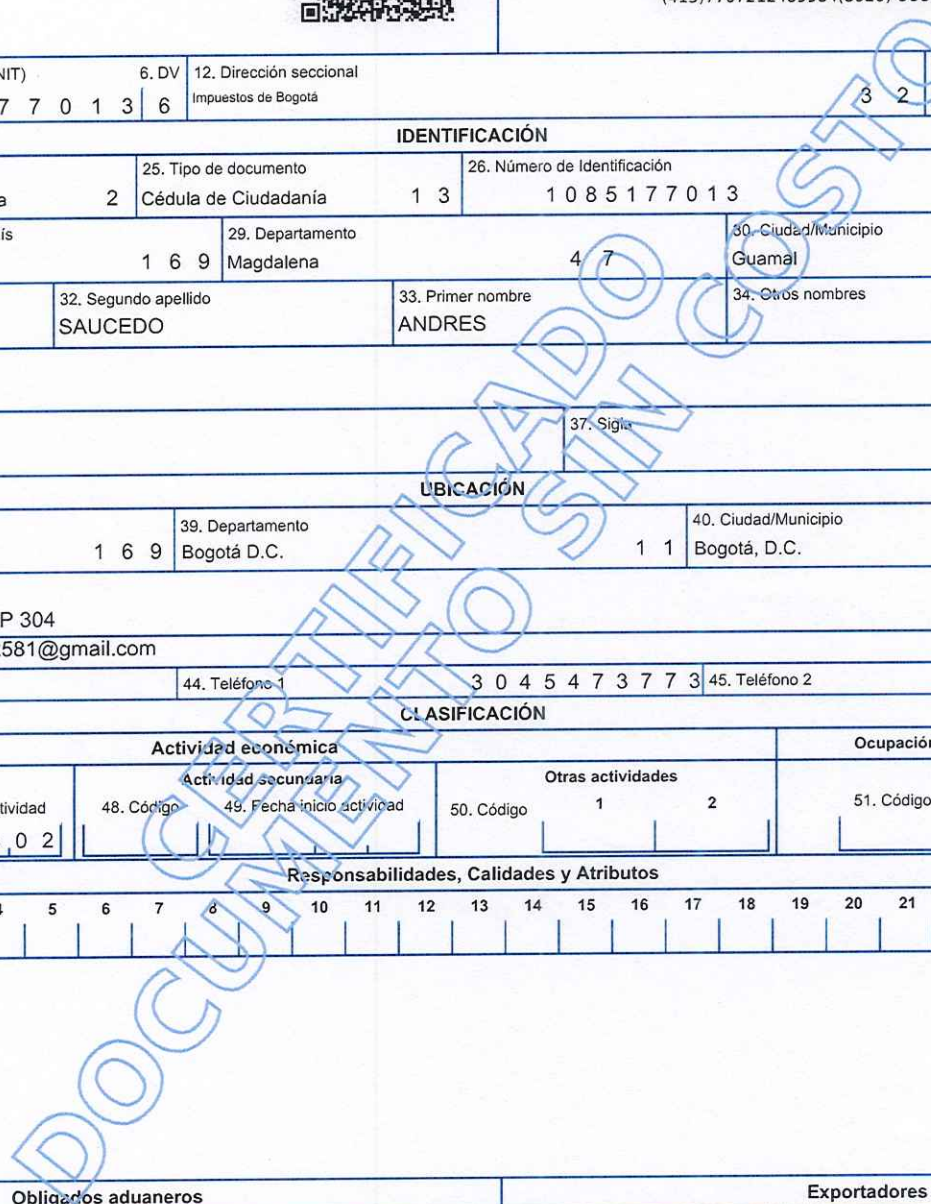 NIT) 6. DV 12. Dirección seccional
7 7 0 1 3 6 Impuestos de Bogotá 3 2
IDENTIFICACIÓN
25. Tipo de documento 26. Número de Identificación
a 2 Cédula de Ciudadanía 1 3 1 0 8 5 1 7 7 0 1 3
ís 29. Departamento 30. Ciudad/Municipio
1 6 9 Magdalena 4 7 Guamal
32. Segundo apellido 33. Primer nombre 34. Otros nombres
SAUCEDO ANDRES
37. Sigla
UBICACIÓN
39. Departamento 40. Ciudad/Municipio
1 6 9 Bogotá D.C. 1 1 Bogotá, D.C.
P 304
581@gmail.com
44. Teléfono 1 3 0 4 5 4 7 3 7 7 3 45. Teléfono 2
CLASIFICACIÓN
Actividad económica Ocupación
Actividad secundaria Otras actividades
tividad 48. Código 49. Fecha inicio actividad 50. Código 1 2 51. Código
0 2
Responsabilidades, Calidades y Atributos
5 6 7 8 9 10 11 12 13 14 15 16 17 18 19 20 21
Obligados aduaneros Exportadores
CERTIFICADO
DOCUMENTO SIN COSTO